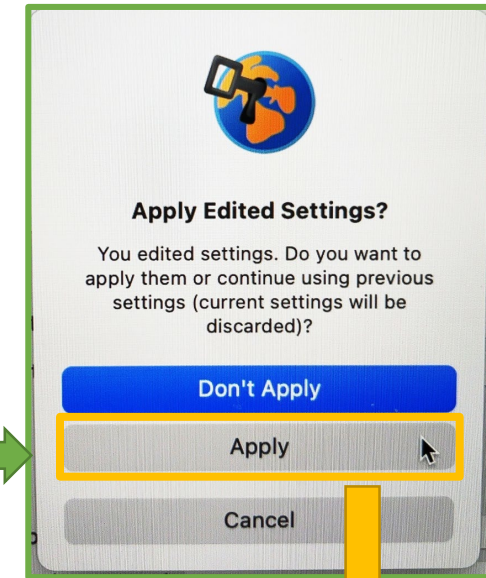 Apply Edited Settings?
You edited settings. Do you want to
apply them or continue using previous
settings (current settings will be
discarded)?
Don't Apply
Apply
Cancel